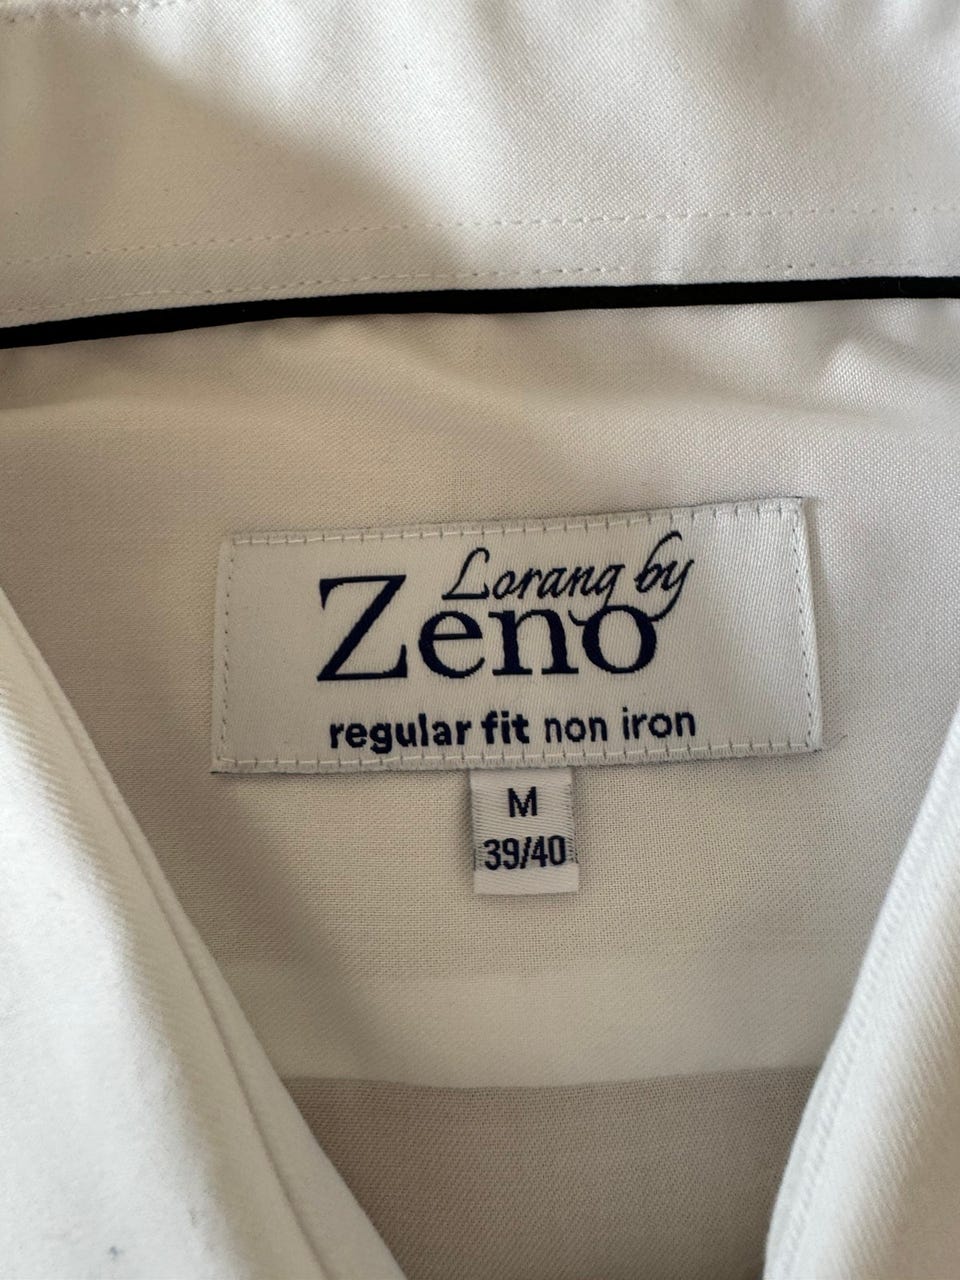 Lorang by
Zeno
regular fit non iron
M
39/40